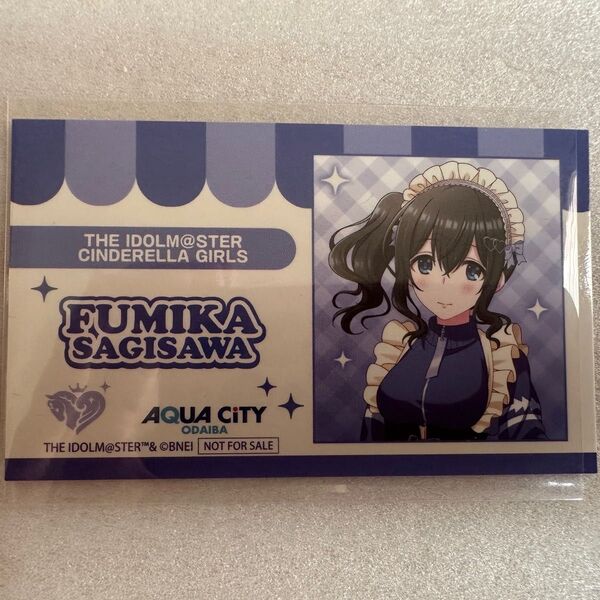 THE IDOLM@STER
CINDERELLA GIRLS
FUMIKA
SAGISAWA
AQUA CiTY
ODAIBA
THE IDOLM@STER™& ©BNEI NOT FOR SALE